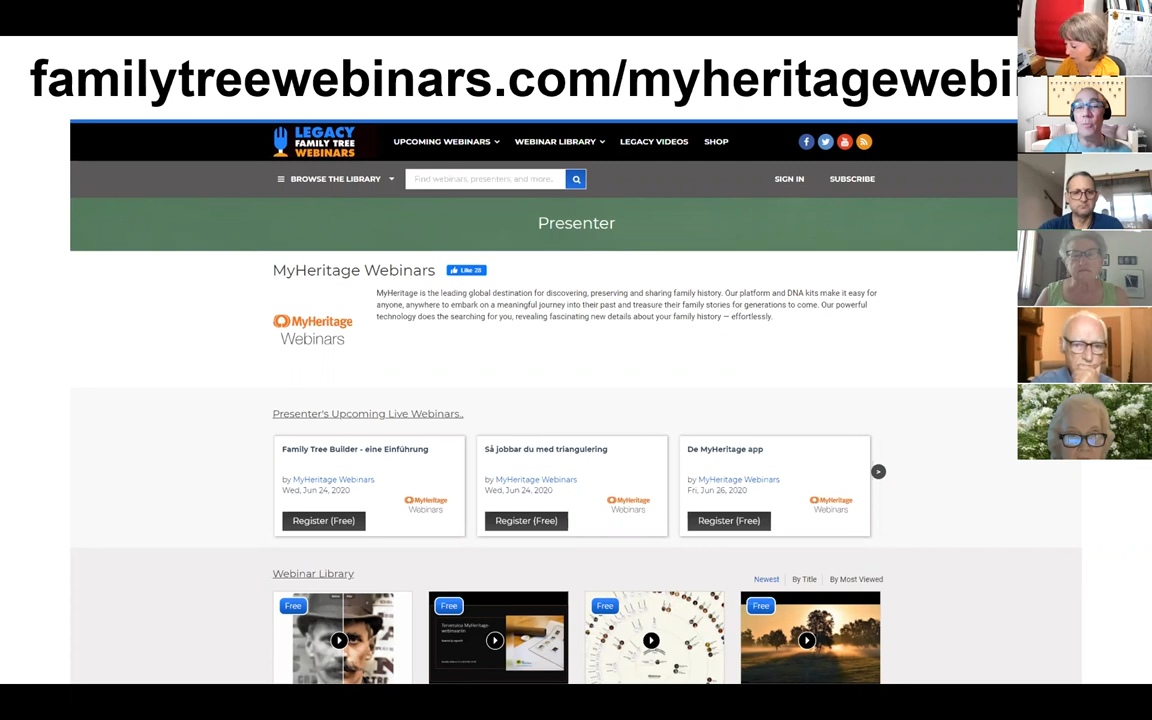 familytreewebinars.com/myheritagewebi
LEGACY
FAMILY TREE
WEBINARS
UPCOMING WEBINARS
WEBINAR LIBRARY
LEGACY VIDEOS
SHOP
BROWSE THE LIBRARY
Find webinars, presenters, and more..
SIGN IN
SUBSCRIBE
Presenter
MyHeritage Webinars
Like 28
MyHeritage is the leading global destination for discovering, preserving and sharing family history. Our platform and DNA kits make it easy for
anyone, anywhere to embark on a meaningful journey into their past and treasure their family stories for generations to come. Our powerful
technology does the searching for you, revealing fascinating new details about your family history — effortlessly.
MyHeritage
Webinars
Presenter's Upcoming Live Webinars..
Family Tree Builder - eine Einführung
by MyHeritage Webinars
Wed, Jun 24, 2020
MyHeritage
Webinars
Register (Free)
Så jobbar du med triangulering
by MyHeritage Webinars
Wed, Jun 24, 2020
MyHeritage
Webinars
Register (Free)
De MyHeritage app
by MyHeritage Webinars
Fri, Jun 26, 2020
MyHeritage
Webinars
Register (Free)
Webinar Library
Newest
By Title
By Most Viewed
Free
Free
Free
Free